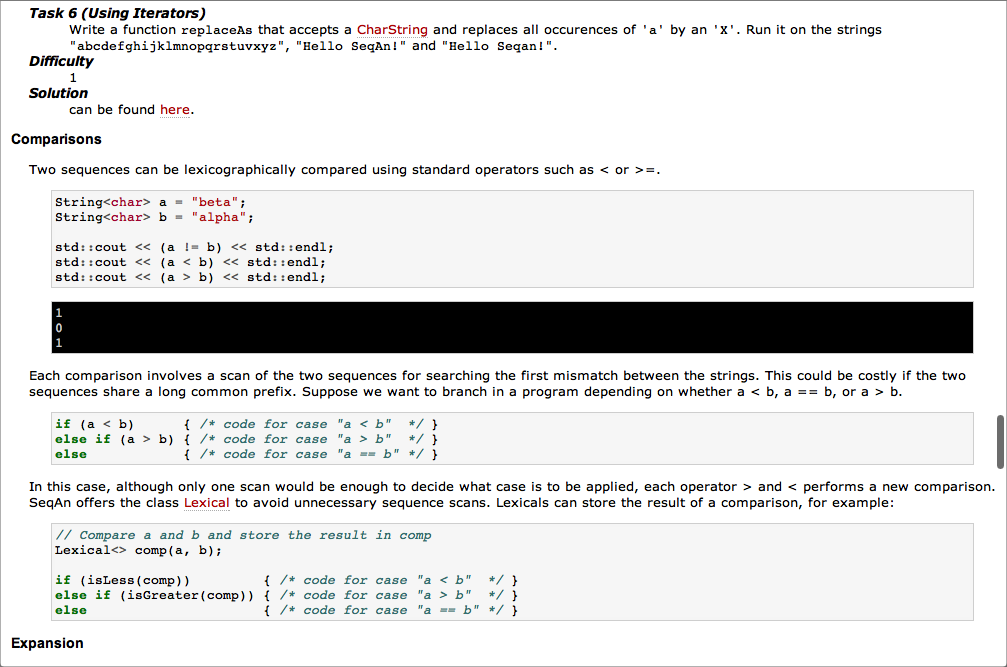 Task 6 (Using Iterators)
Write a function replaceAs that accepts a CharString and replaces all occurences of 'a' by an 'X'. Run it on the strings
"abcdefghijklmnopqrstuvxyz", "Hello SeqAn!" and "Hello Seqan!".
Difficulty
1
Solution
can be found here.
Comparisons
Two sequences can be lexicographically compared using standard operators such as < or >=.
String<char> a = "beta";
String<char> b = "alpha";
std::cout << (a != b) << std::endl;
std::cout << (a < b) << std::endl;
std::cout << (a > b) << std::endl;
1
0
1
Each comparison involves a scan of the two sequences for searching the first mismatch between the strings. This could be costly if the two
sequences share a long common prefix. Suppose we want to branch in a program depending on whether a < b, a == b, or a > b.
if (a < b)      { /* code for case "a < b"  */ }
else if (a > b) { /* code for case "a > b"  */ }
else            { /* code for case "a == b" */ }
In this case, although only one scan would be enough to decide what case is to be applied, each operator > and < performs a new comparison.
SeqAn offers the class Lexical to avoid unnecessary sequence scans. Lexicals can store the result of a comparison, for example:
// Compare a and b and store the result in comp
Lexical<> comp(a, b);
if (isLess(comp))         { /* code for case "a < b"  */ }
else if (isGreater(comp)) { /* code for case "a > b"  */ }
else                      { /* code for case "a == b" */ }
Expansion